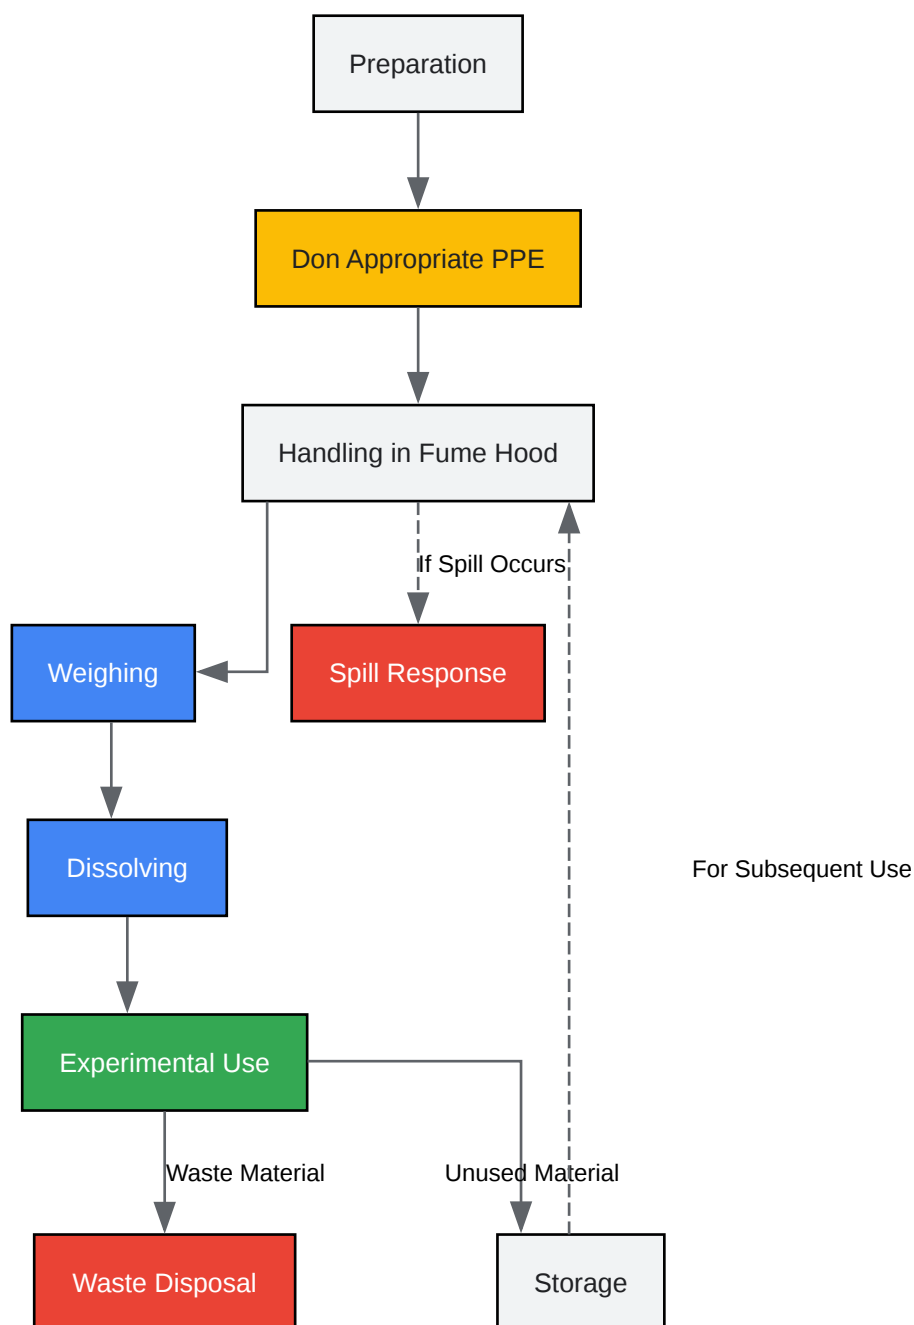 Preparation
Don Appropriate PPE
Handling in Fume Hood
If Spill Occurs
Weighing
Spill Response
Dissolving
For Subsequent Use
Experimental Use
Waste Material
Unused Material
Waste Disposal
Storage